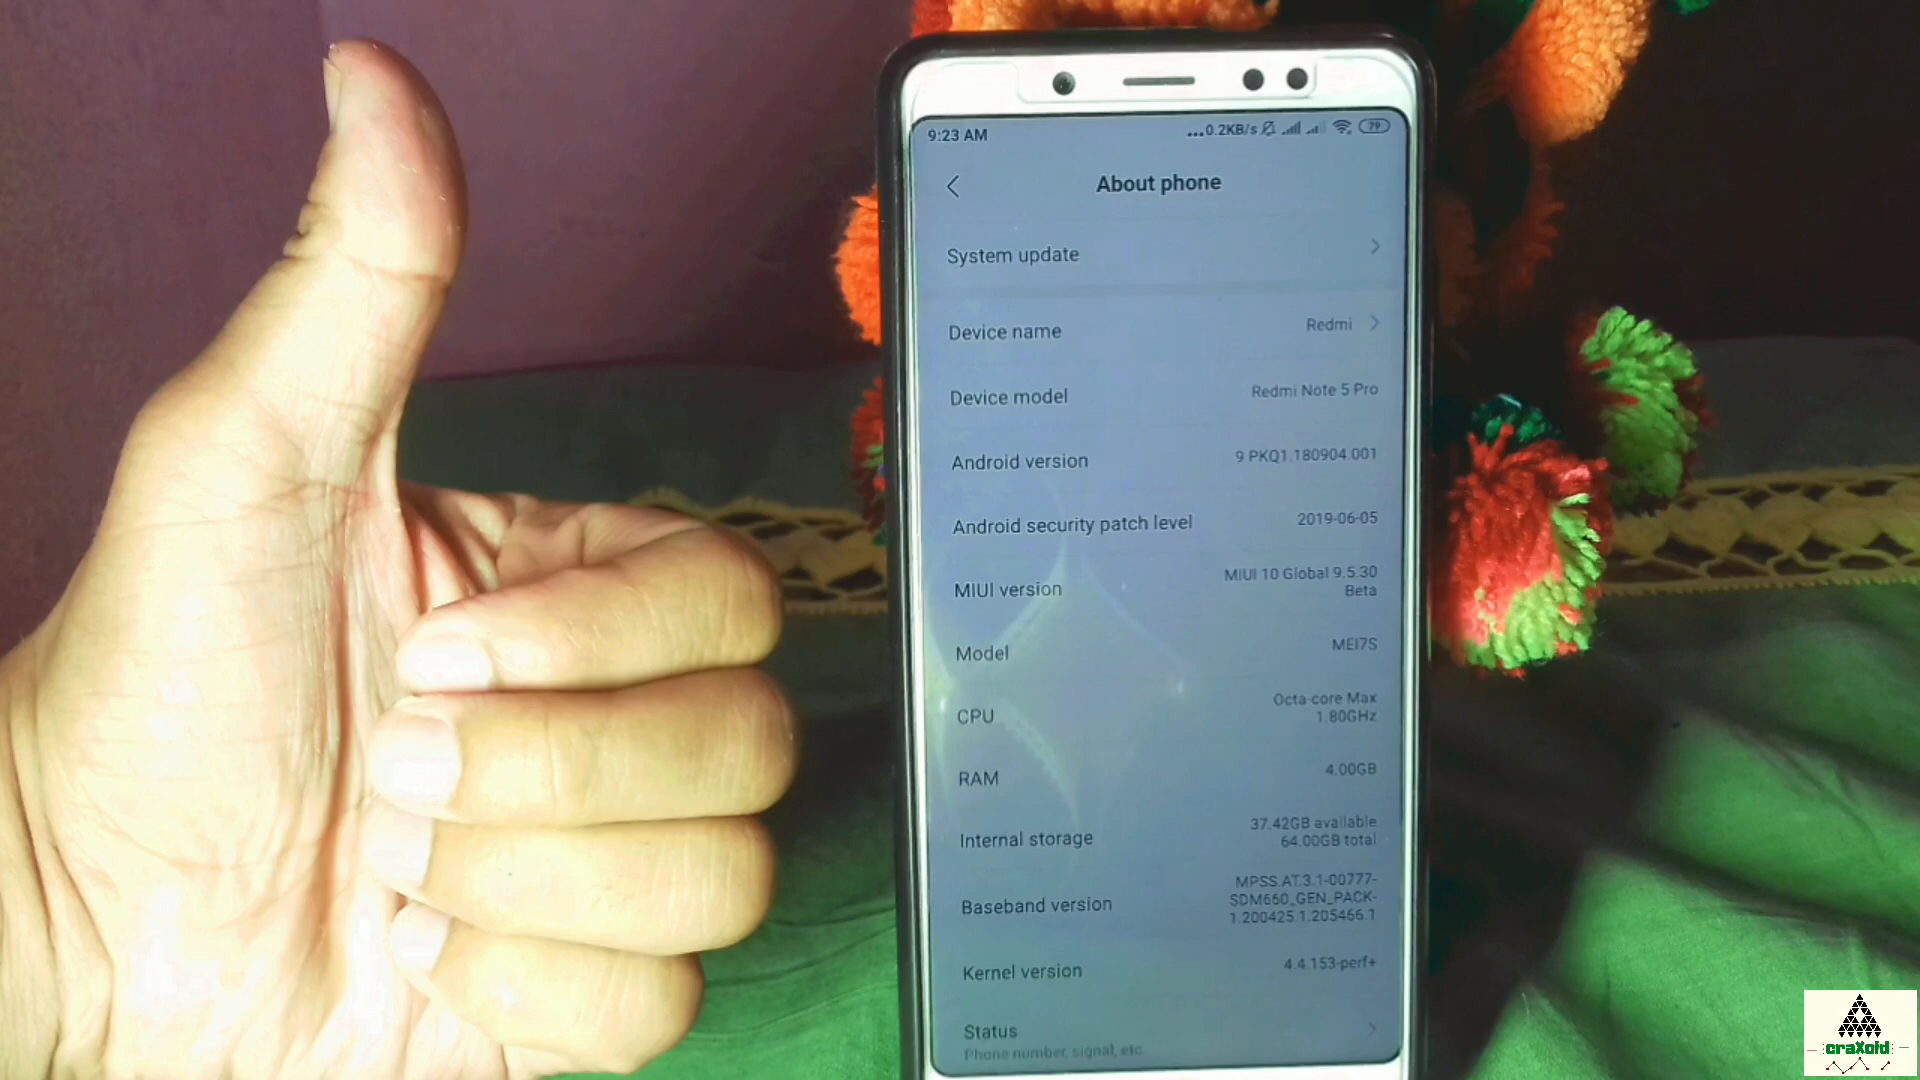 9:23 AM ...0.2KB/s 79
About phone
System update
Device name Redmi
Device model Redmi Note 5 Pro
Android version 9 PKQ1.180904.001
Android security patch level 2019-06-05
MIUI version MIUI 10 Global 9.5.30
Beta
Model MEI7S
CPU Octa-core Max
1.80GHz
RAM 4.00GB
Internal storage 37.42GB available
64.00GB total
Baseband version MPSS.AT.3.1-00777-
SDM660_GEN_PACK-
1.200425.1.205466.1
Kernel version 4.4.153-perf+
Status
Phone number, signal, etc.
craXoid